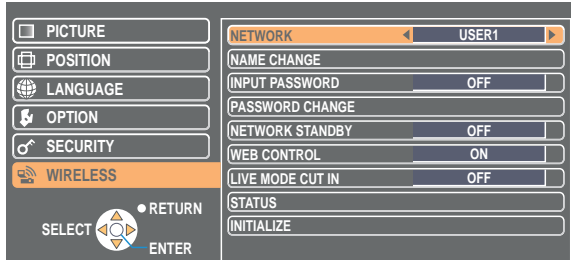 PICTURE
POSITION
LANGUAGE
OPTION
SECURITY
WIRELESS
RETURN
SELECT
ENTER
NETWORK USER1
NAME CHANGE
INPUT PASSWORD OFF
PASSWORD CHANGE
NETWORK STANDBY OFF
WEB CONTROL ON
LIVE MODE CUT IN OFF
STATUS
INITIALIZE